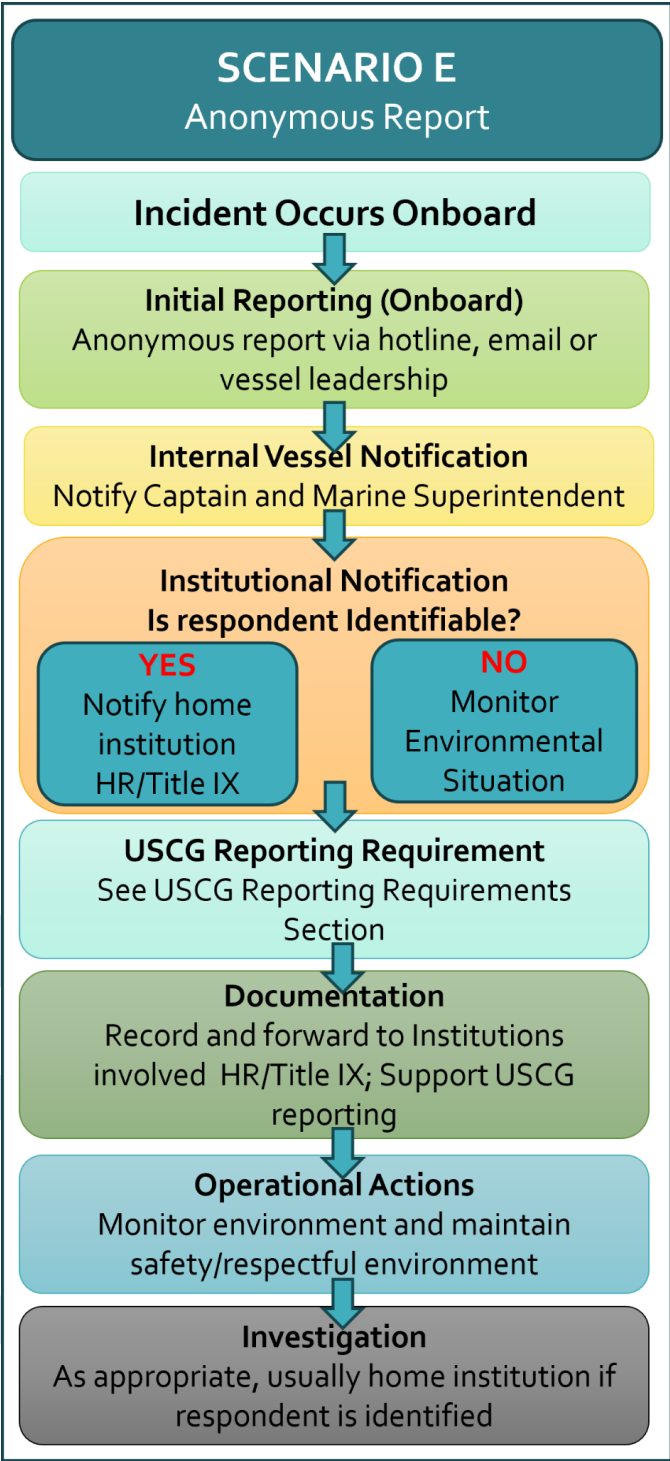 SCENARIO E
Anonymous Report
Incident Occurs Onboard
Initial Reporting (Onboard)
Anonymous report via hotline, email or
vessel leadership
Internal Vessel Notification
Notify Captain and Marine Superintendent
Institutional Notification
Is respondent Identifiable?
YES
Notify home
institution
HR/Title IX
NO
Monitor
Environmental
Situation
USCG Reporting Requirement
See USCG Reporting Requirements
Section
Documentation
Record and forward to Institutions
involved HR/Title IX; Support USCG
reporting
Operational Actions
Monitor environment and maintain
safety/respectful environment
Investigation
As appropriate, usually home institution if
respondent is identified